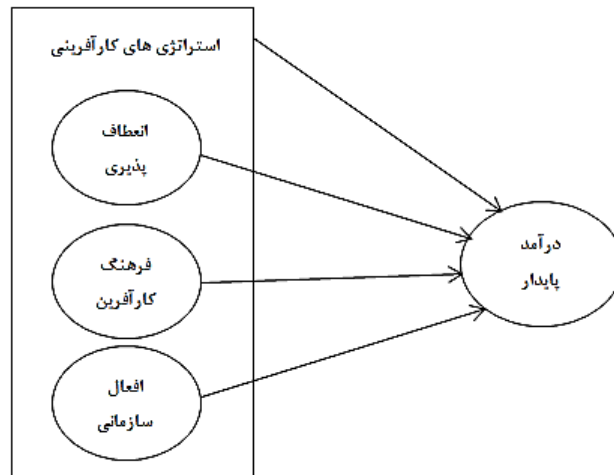 استراتژی های کارآفرینی
انعطاف
پذیری
فرهنگ
کارآفرین
افعال
سازمانی
درآمد
پایدار